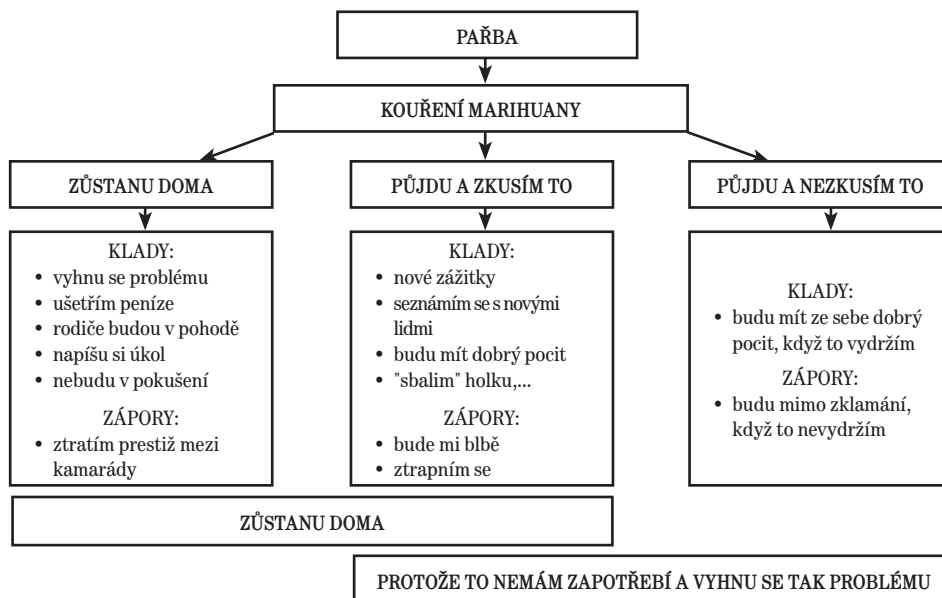 PAŘBA
KOUŘENÍ MARIHUANY
ZŮSTANU DOMA
KLADY:
• vyhnu se problému
• ušetřím peníze
• rodiče budou v pohodě
• napíšu si úkol
• nebudu v pokušení
ZÁPORY:
• ztratím prestiž mezi
kamarády
PŮJDU A ZKUSÍM TO
KLADY:
• nové zážitky
• seznámím se s novými
lidmi
• budu mít dobrý pocit
• "sbalim" holku,...
ZÁPORY:
• bude mi blbě
• ztrapním se
PŮJDU A NEZKUSÍM TO
KLADY:
• budu mít ze sebe dobrý
pocit, když to vydržím
ZÁPORY:
• budu mimo zklamání,
když to nevydržím
ZŮSTANU DOMA
PROTOŽE TO NEMÁM ZAPOTŘEBÍ A VYHNU SE TAK PROBLÉMU